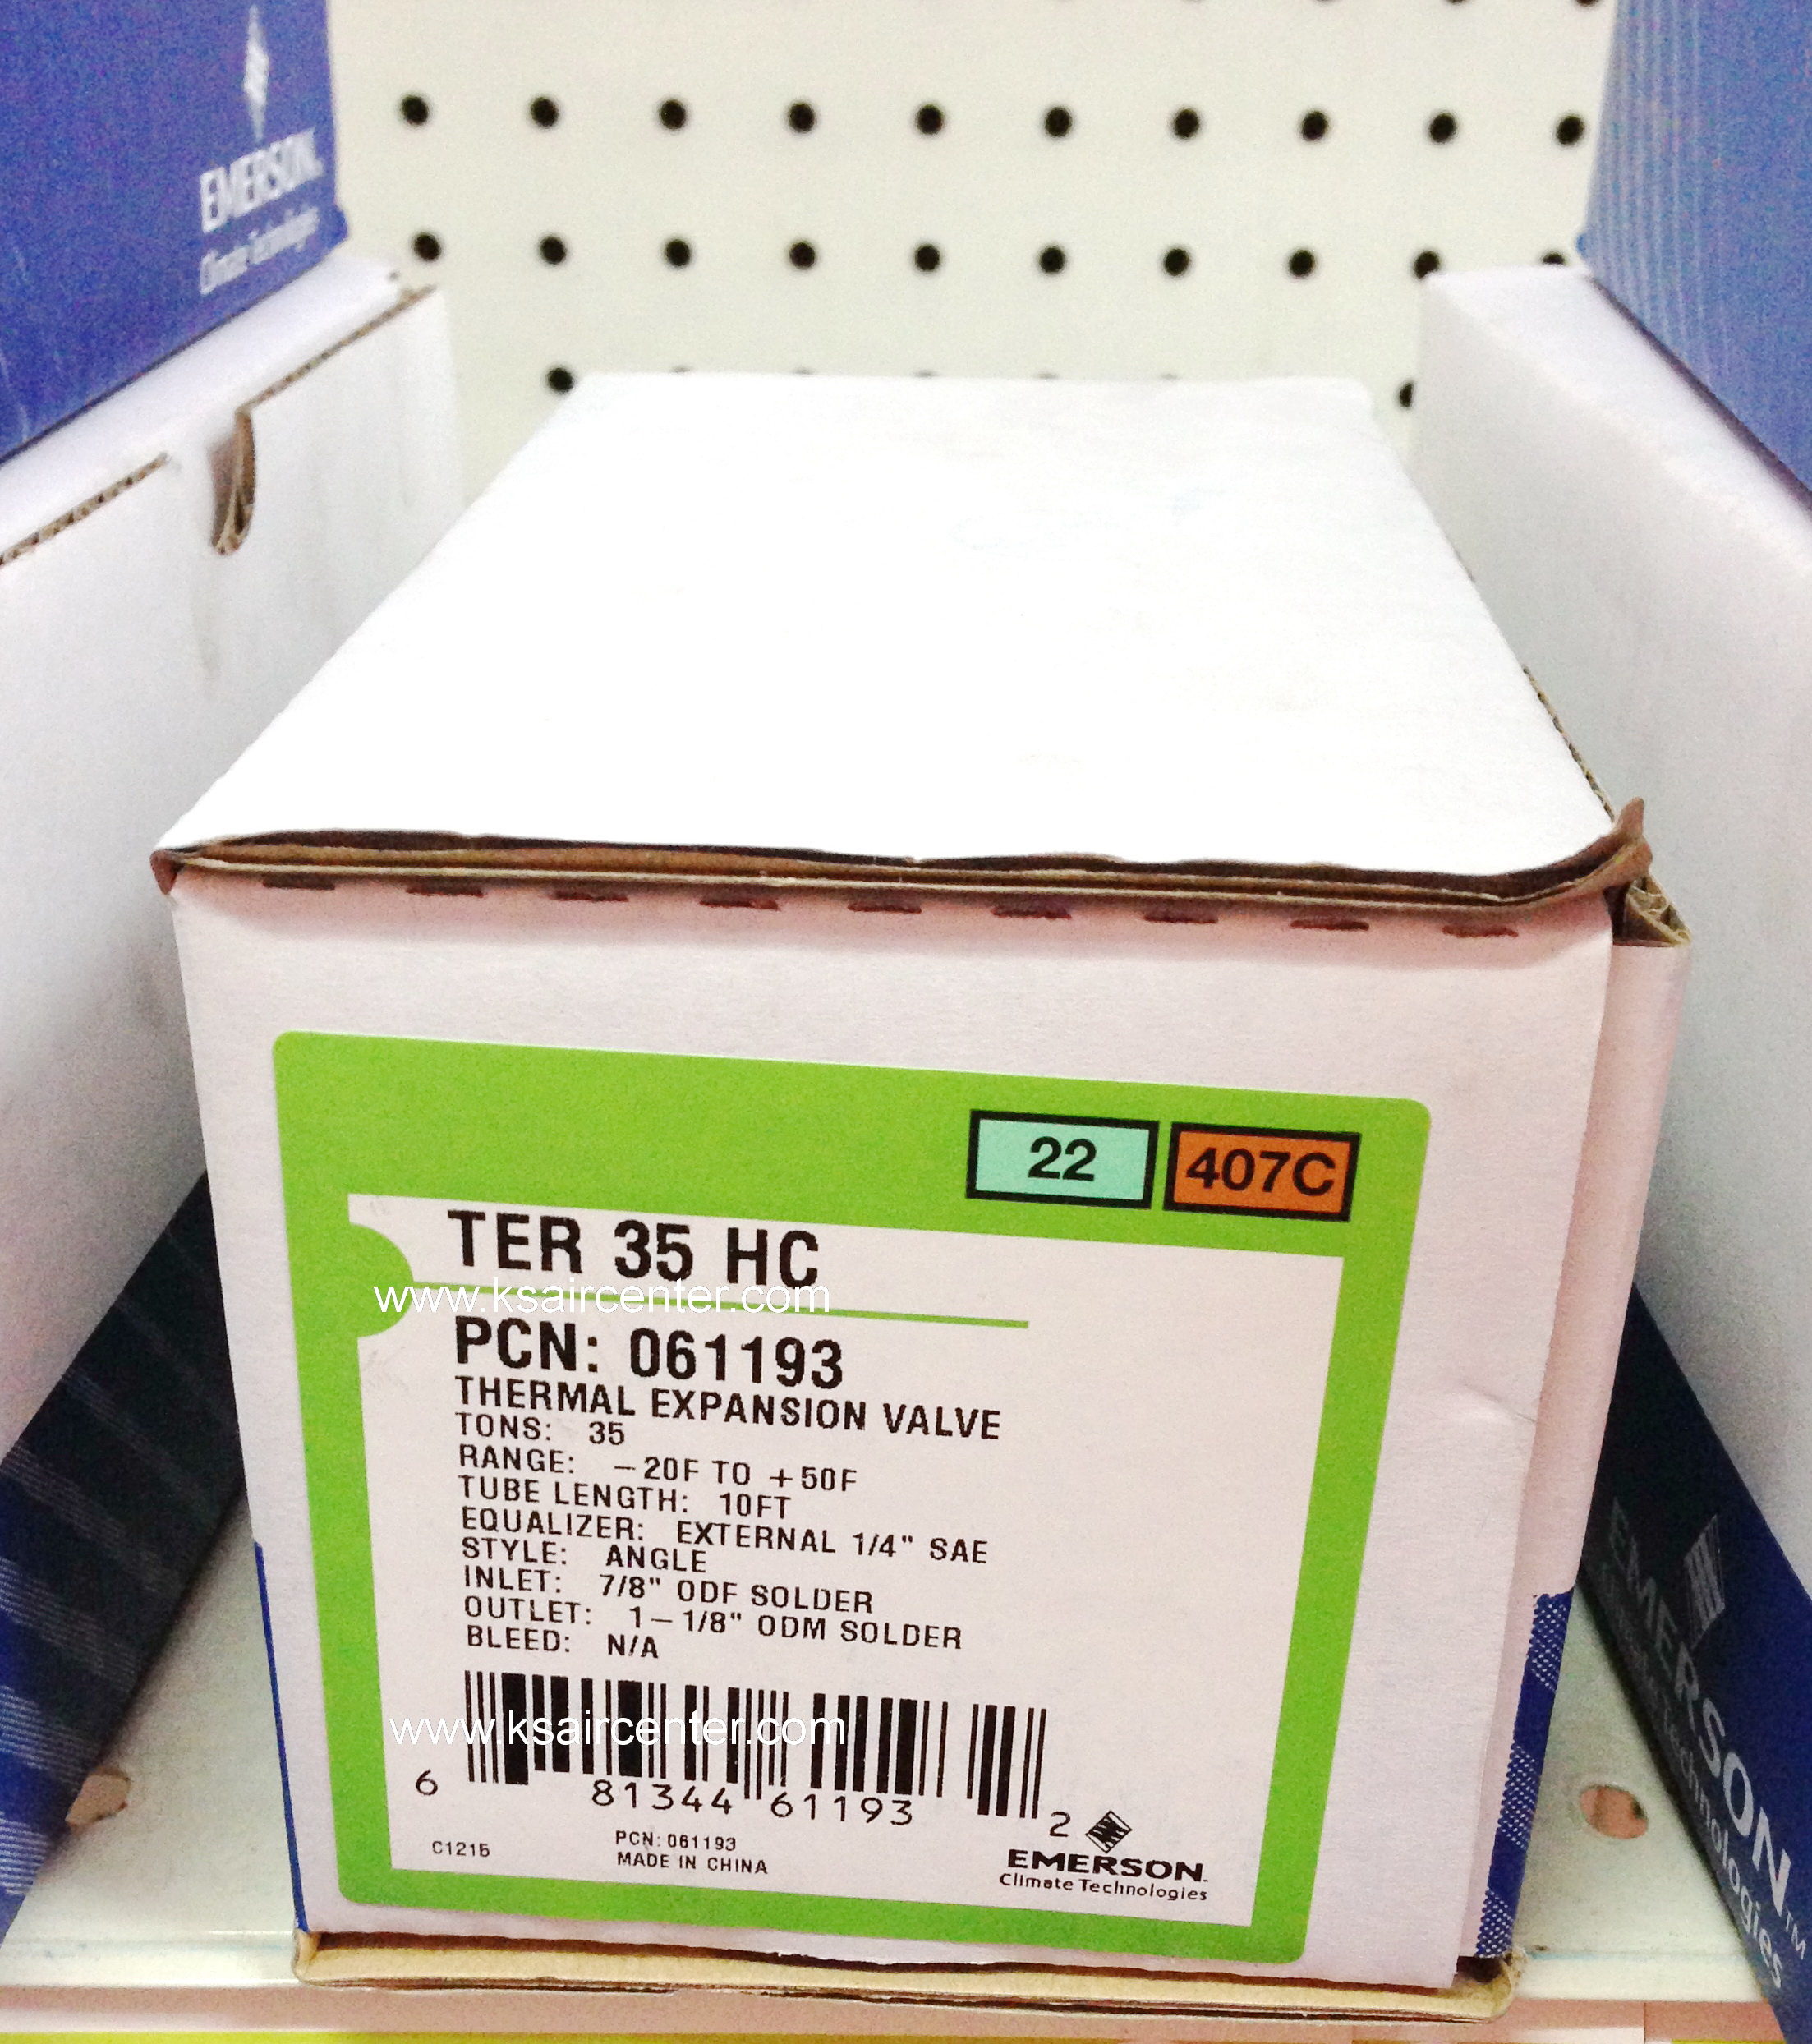 EMERSON
Climate Technologies
22 407C
TER 35 HC
www.ksaircenter.com
PCN: 061193
THERMAL EXPANSION VALVE
TONS: 35
RANGE: -20F TO +50F
TUBE LENGTH: 10FT
EQUALIZER: EXTERNAL 1/4" SAE
STYLE: ANGLE
INLET: 7/8" ODF SOLDER
OUTLET: 1-1/8" ODM SOLDER
BLEED: N/A
www.ksaircenter.com
6 81344 61193 2
C1215 PCN: 061193
MADE IN CHINA
EMERSON
Climate Technologies
EMERSON™
Climate Technologies